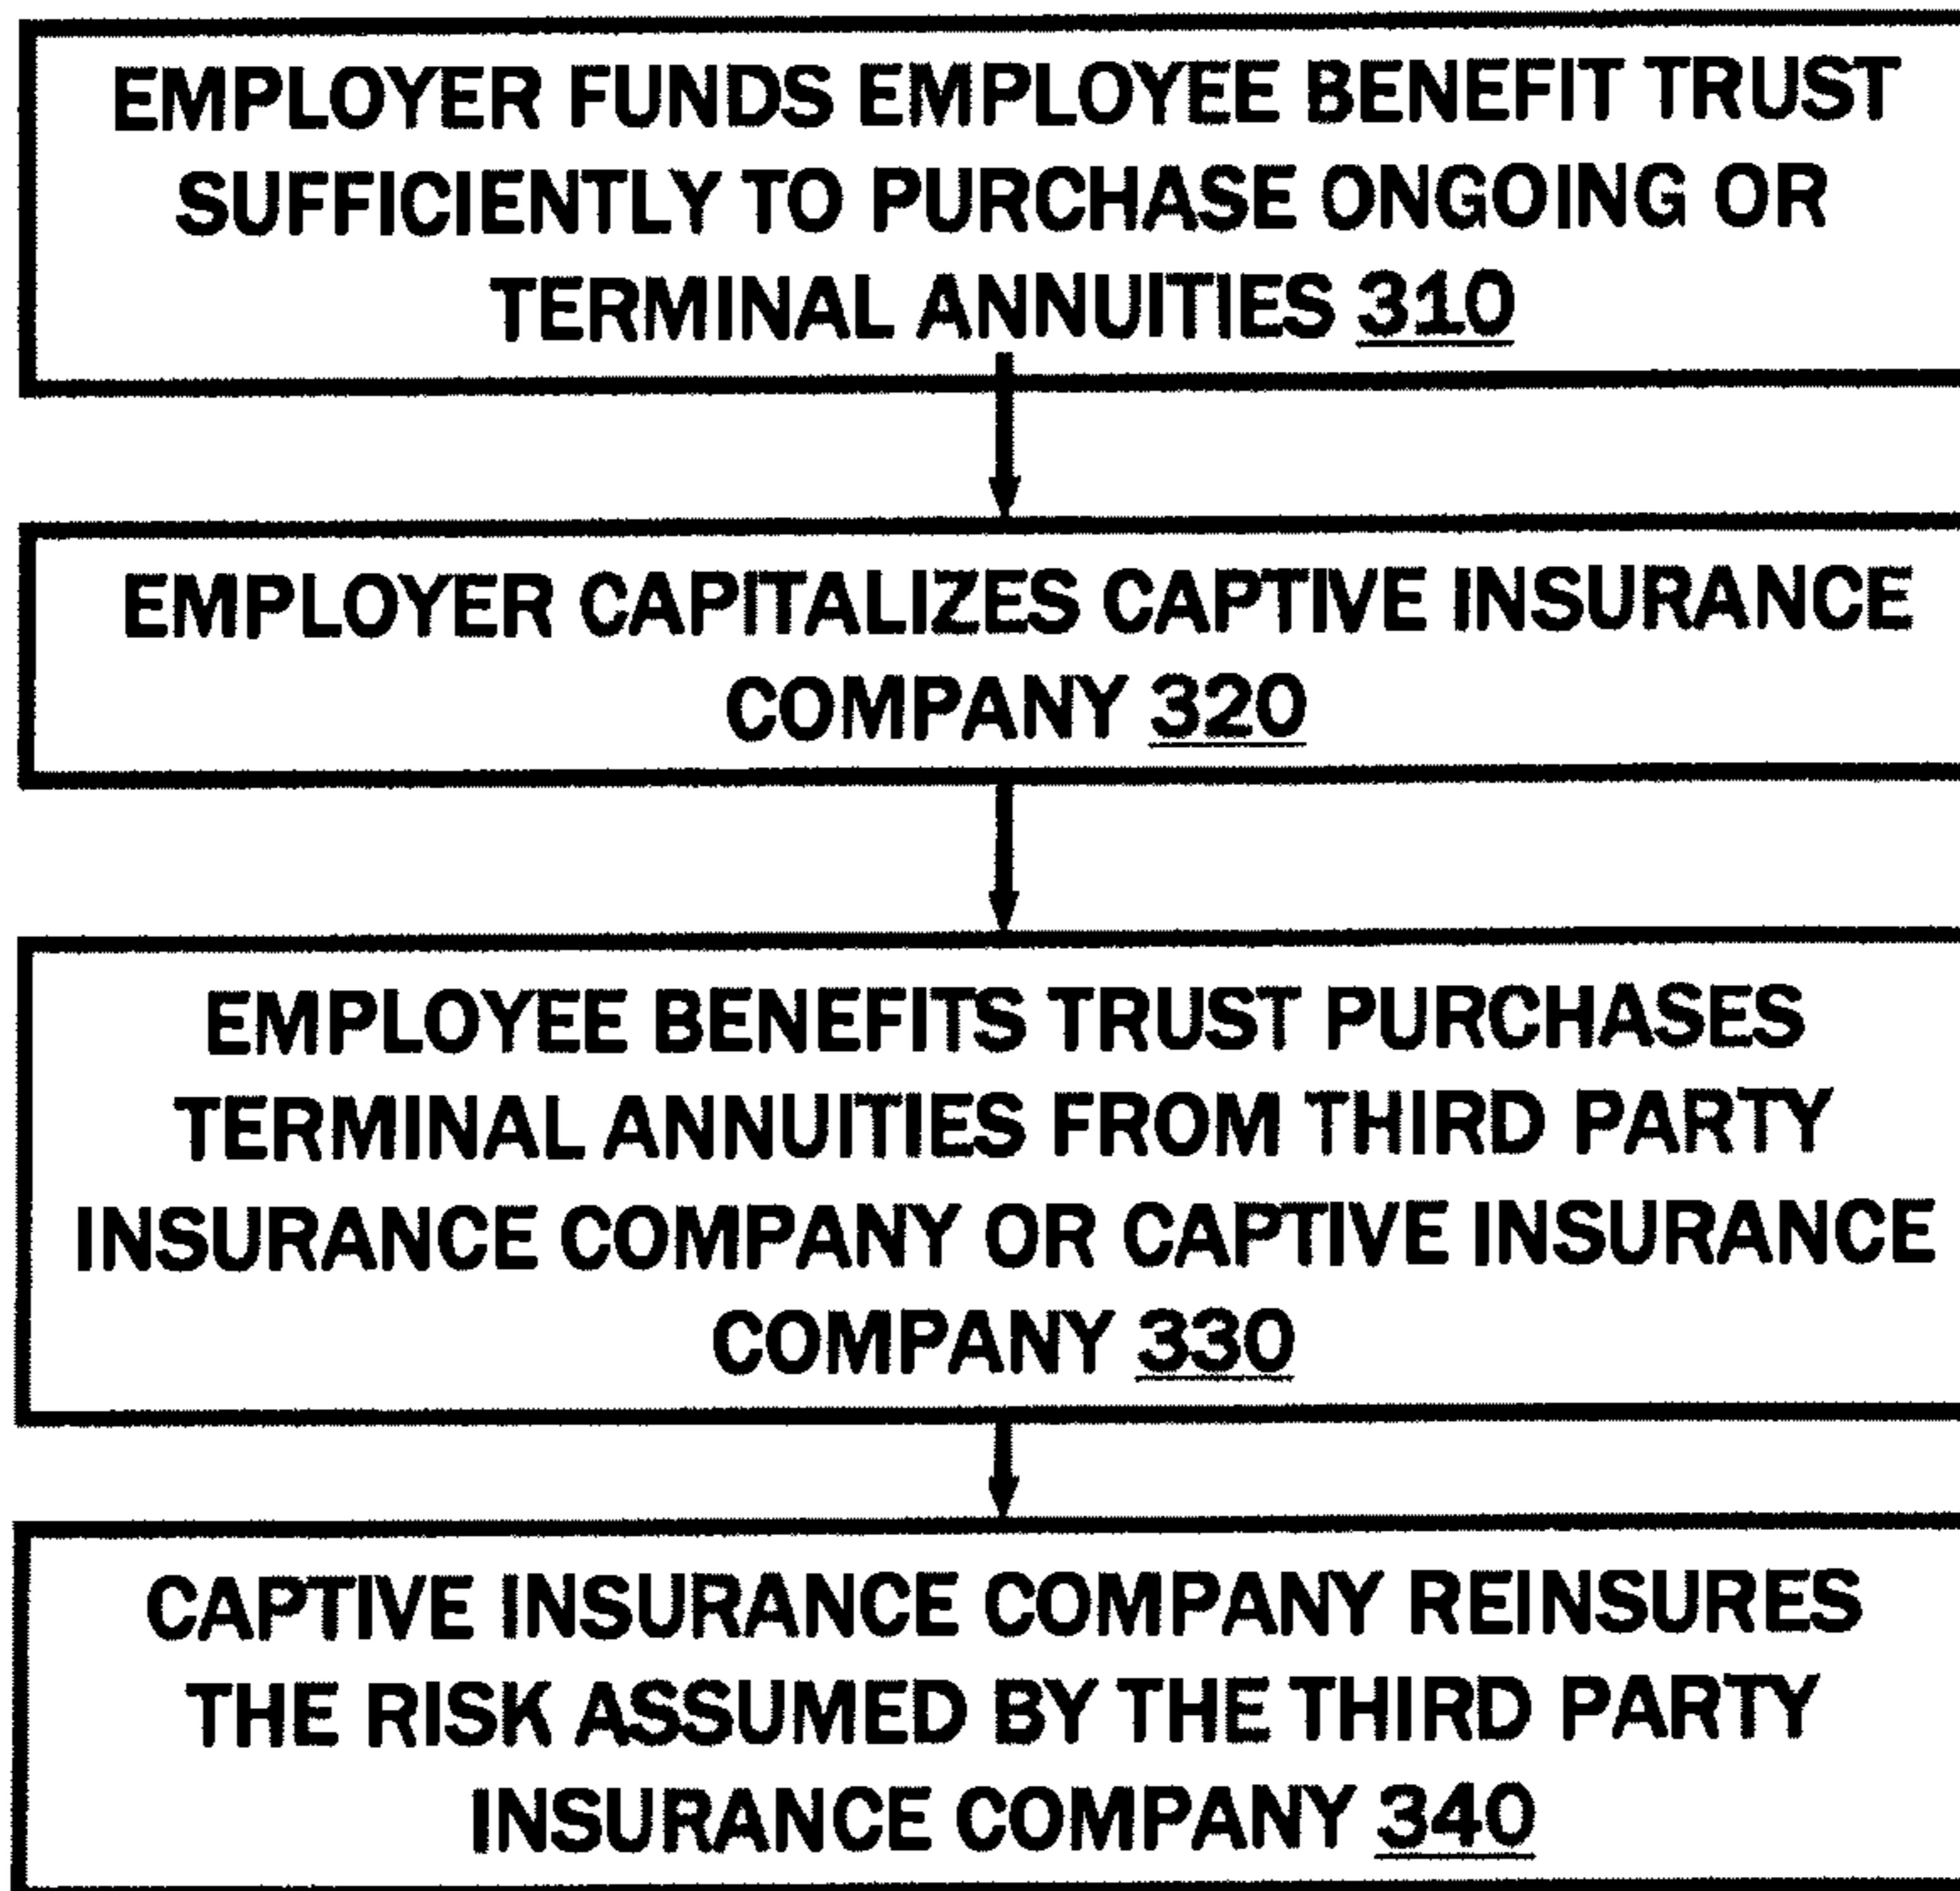 EMPLOYER FUNDS EMPLOYEE BENEFIT TRUST
SUFFICIENTLY TO PURCHASE ONGOING OR
TERMINAL ANNUITIES 310
EMPLOYER CAPITALIZES CAPTIVE INSURANCE
COMPANY 320
EMPLOYEE BENEFITS TRUST PURCHASES
TERMINAL ANNUITIES FROM THIRD PARTY
INSURANCE COMPANY OR CAPTIVE INSURANCE
COMPANY 330
CAPTIVE INSURANCE COMPANY REINSURES
THE RISK ASSUMED BY THE THIRD PARTY
INSURANCE COMPANY 340